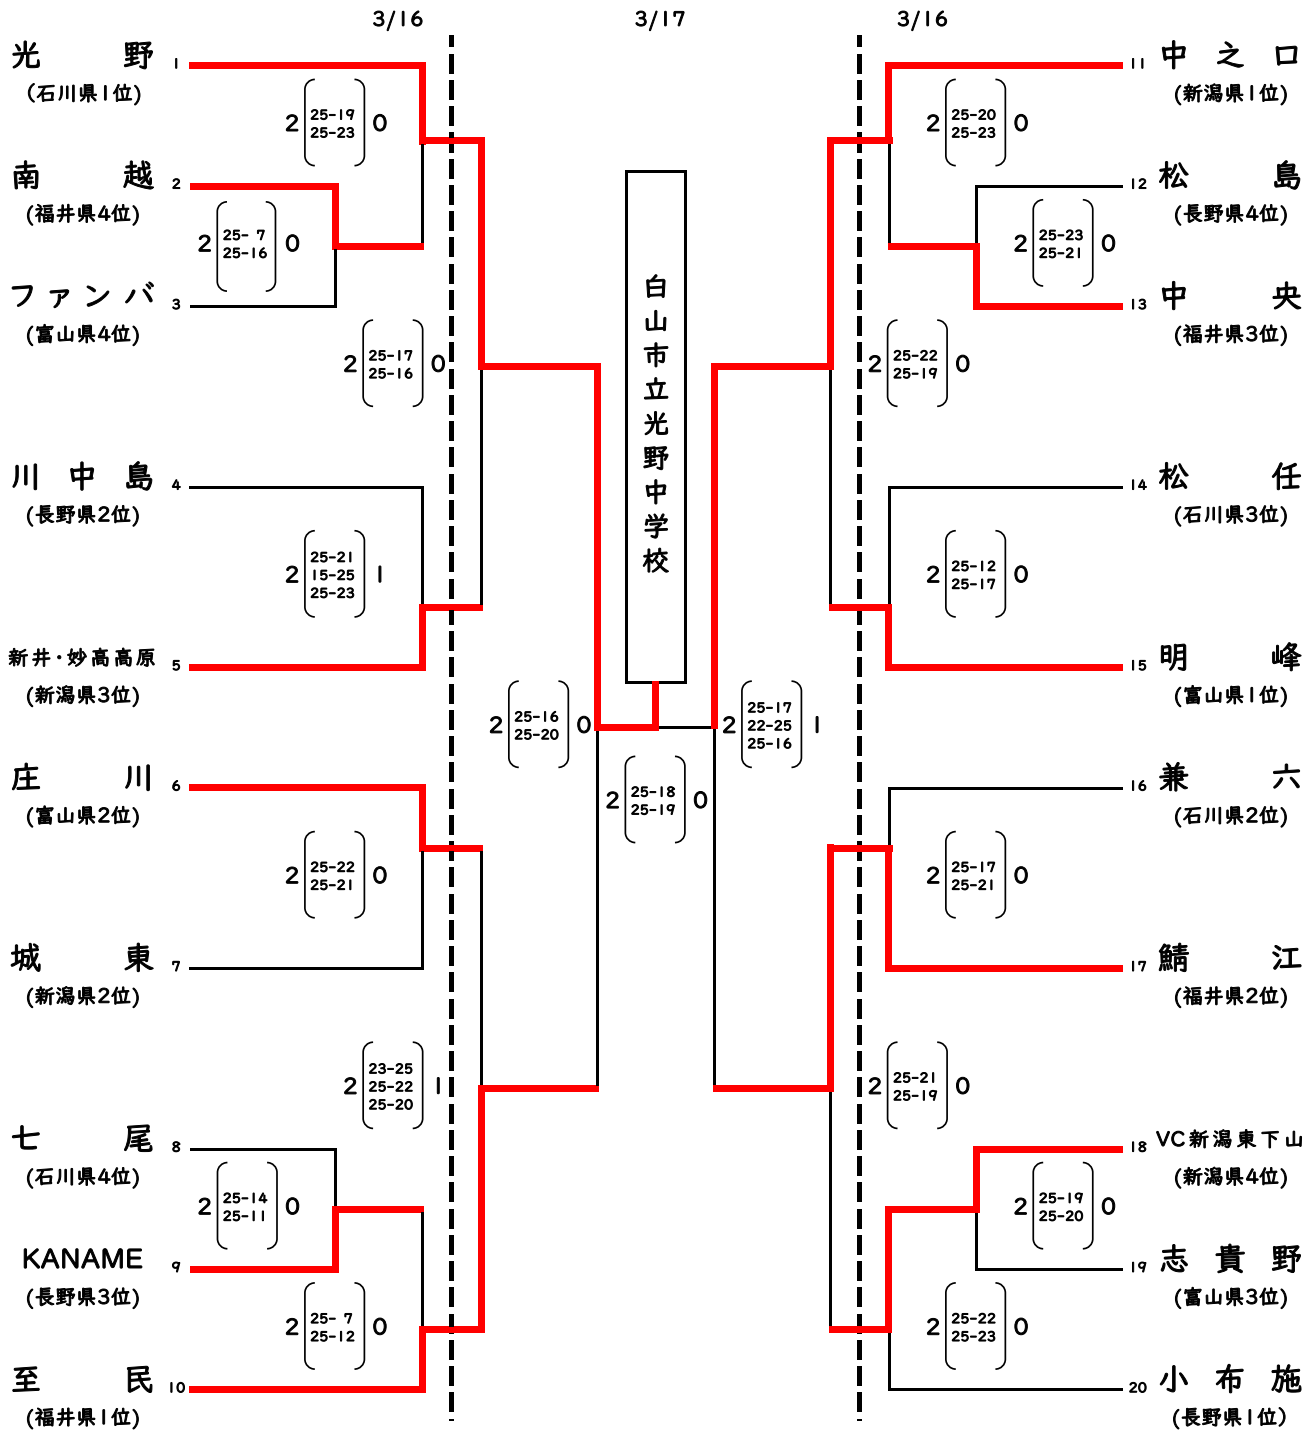 3/16 3/17 3/16
光野 1
(石川県1位)
2 25-19 0
25-23
南越 2
(福井県4位)
2 25- 7 0
25-16
ファンバ 3
(富山県4位)
2 25-17 0
25-16
川中島 4
(長野県2位)
2 25-21 1
15-25
25-23
新井・妙高高原 5
(新潟県3位)
2 25-16 0
25-20
庄川 6
(富山県2位)
2 25-22 0
25-21
城東 7
(新潟県2位)
2 23-25 1
25-22
25-20
七尾 8
(石川県4位)
2 25-14 0
25-11
KANAME 9
(長野県3位)
2 25- 7 0
25-12
至民 10
(福井県1位)
白山市立光野中学校
2 25-18 0
25-19
11 中之口
(新潟県1位)
2 25-20 0
25-23
12 松島
(長野県4位)
2 25-23 0
25-21
13 中央
(福井県3位)
2 25-22 0
25-19
14 松任
(石川県3位)
2 25-12 0
25-17
15 明峰
(富山県1位)
2 25-17 1
22-25
25-16
16 兼六
(石川県2位)
2 25-17 0
25-21
17 鯖江
(福井県2位)
2 25-21 0
25-19
18 VC新潟東下山
(新潟県4位)
2 25-19 0
25-20
19 志貴野
(富山県3位)
2 25-22 0
25-23
20 小布施
(長野県1位)